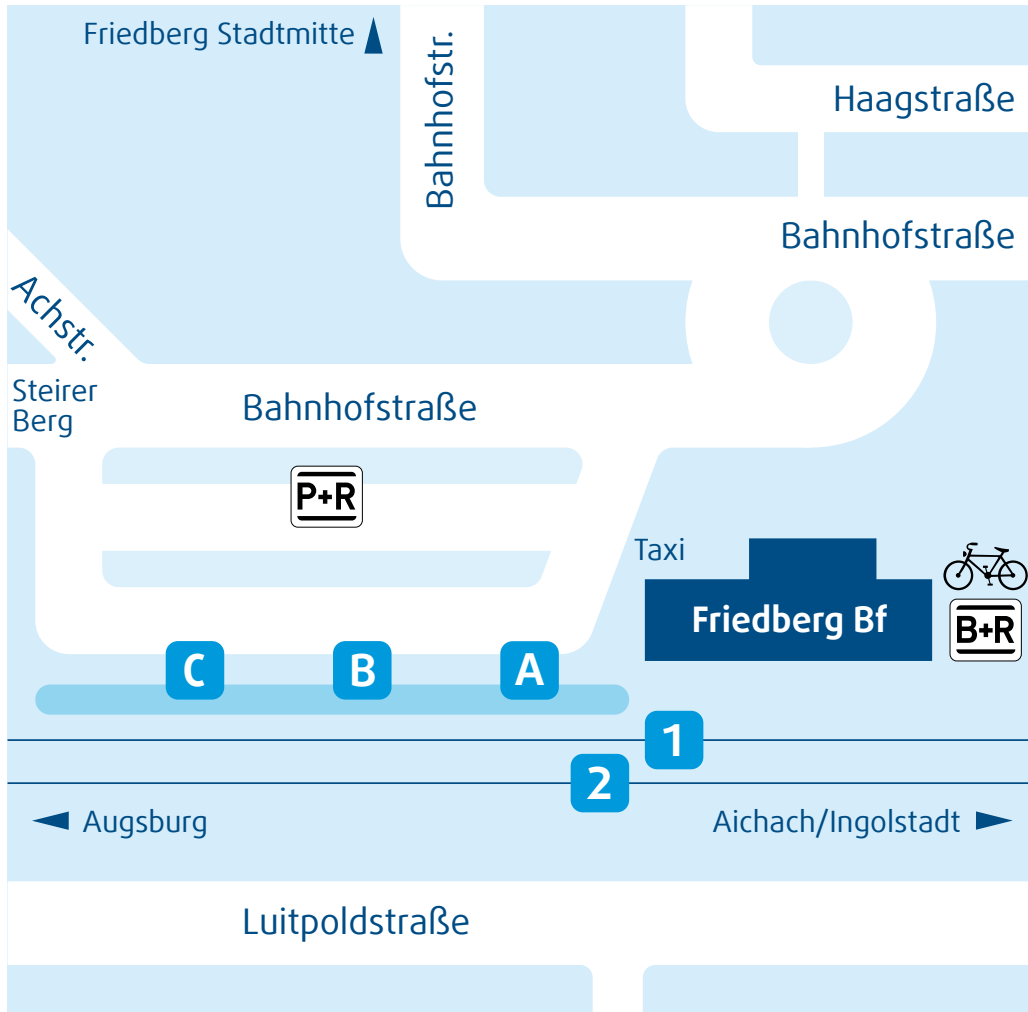 Friedberg Stadtmitte
Bahnhofstr.
Haagstraße
Bahnhofstraße
Achstr.
Steirer
Berg
Bahnhofstraße
P+R
Taxi
Friedberg Bf
B+R
C
B
A
1
2
Augsburg
Aichach/Ingolstadt
Luitpoldstraße